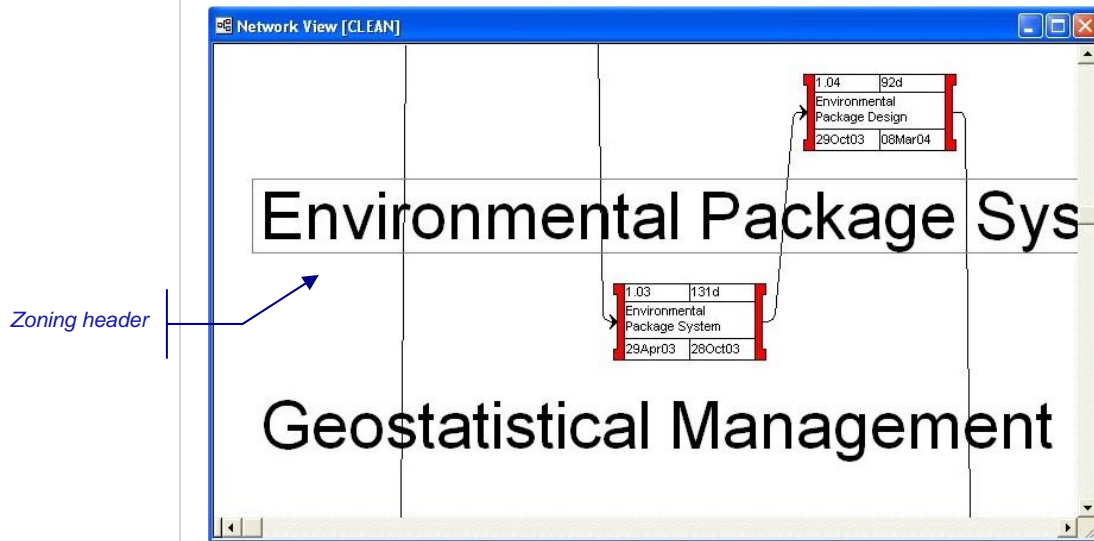 Network View [CLEAN]
1.04 92d
Environmental
Package Design
29Oct03 08Mar04
Environmental Package Sys
Zoning header
1.03 131d
Environmental
Package System
29Apr03 28Oct03
Geostatistical Management